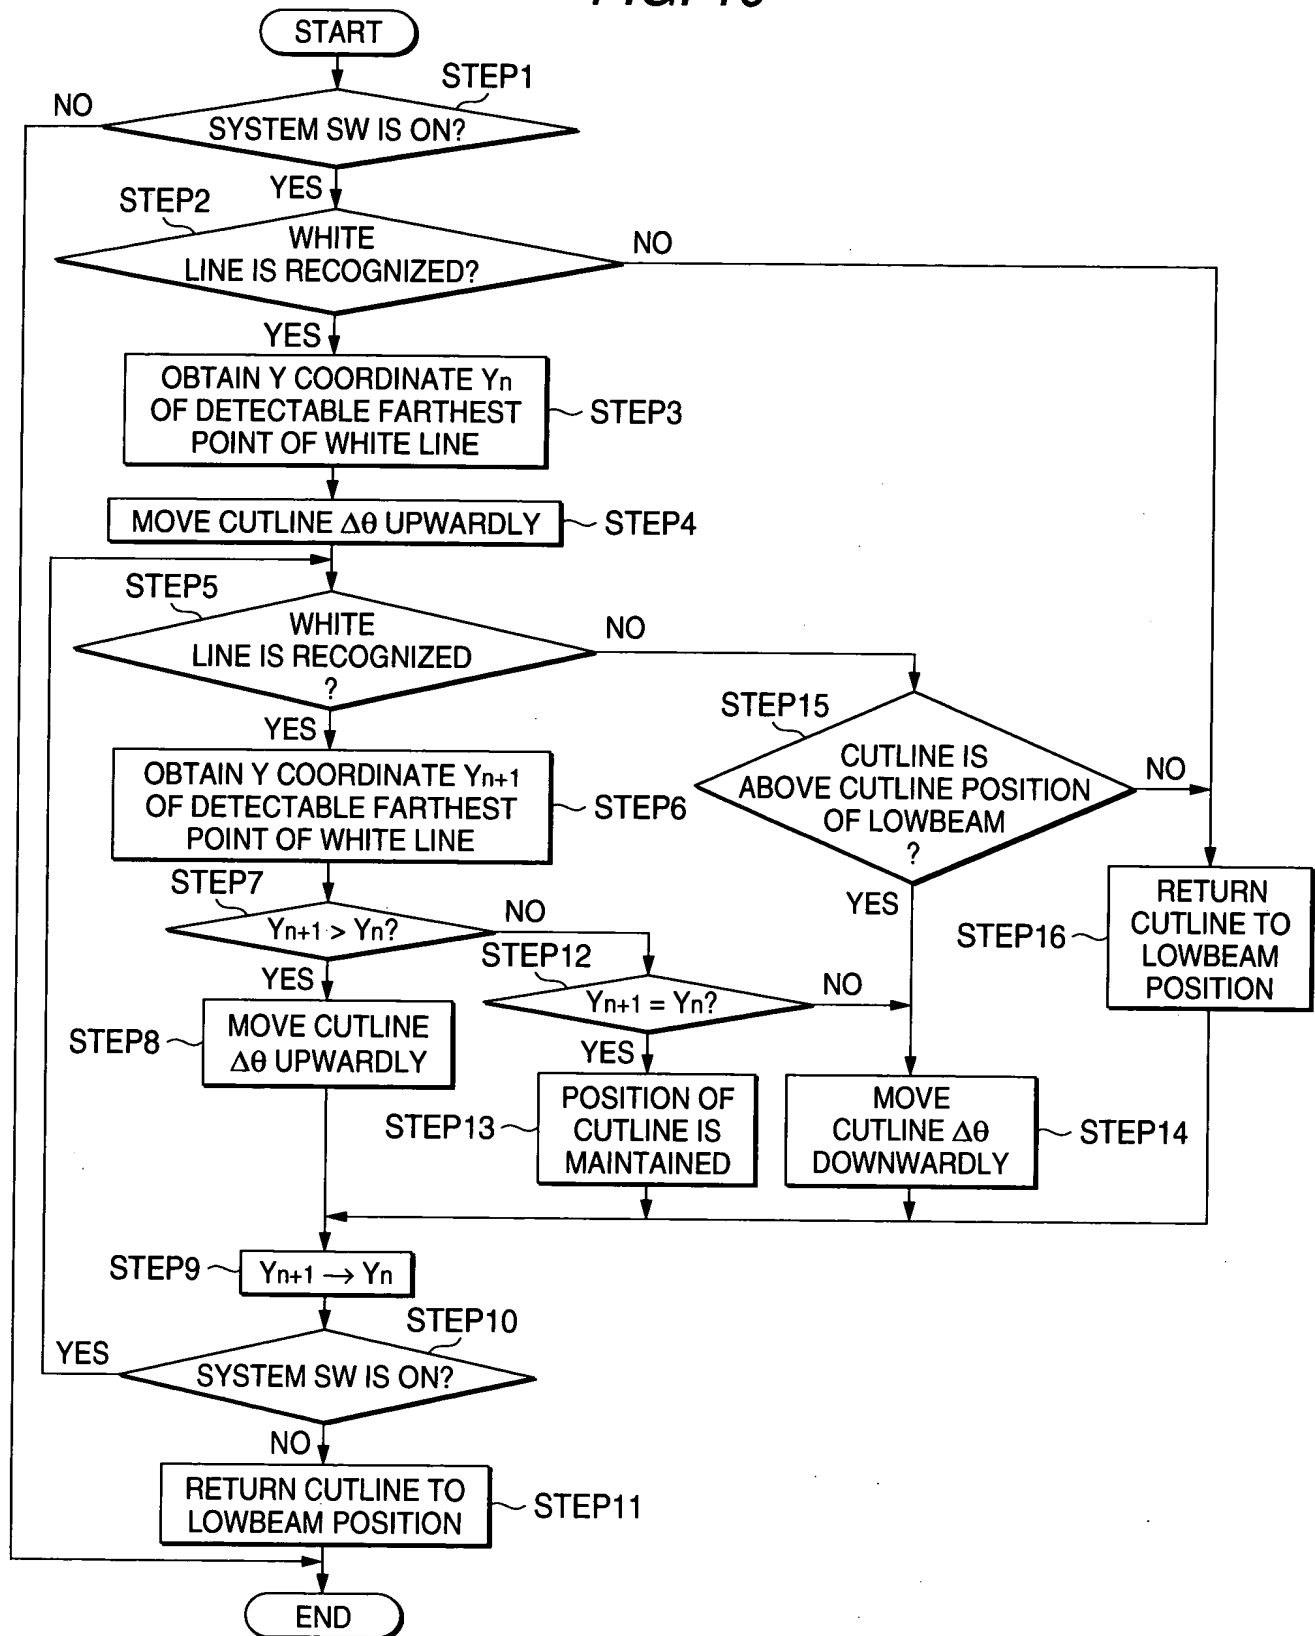 START
STEP1
NO
SYSTEM SW IS ON?
YES
STEP2
WHITE
LINE IS RECOGNIZED?
NO
YES
OBTAIN Y COORDINATE Yn
OF DETECTABLE FARTHEST
POINT OF WHITE LINE
STEP3
MOVE CUTLINE Δθ UPWARDLY
STEP4
STEP5
WHITE
LINE IS RECOGNIZED
?
NO
YES
STEP15
CUTLINE IS
ABOVE CUTLINE POSITION
OF LOWBEAM
?
NO
YES
OBTAIN Y COORDINATE Yn+1
OF DETECTABLE FARTHEST
POINT OF WHITE LINE
STEP6
STEP7
Yn+1 > Yn?
NO
YES
STEP12
Yn+1 = Yn?
NO
YES
STEP16
RETURN
CUTLINE TO
LOWBEAM
POSITION
STEP8
MOVE CUTLINE
Δθ UPWARDLY
STEP13
POSITION OF
CUTLINE IS
MAINTAINED
MOVE
CUTLINE Δθ
DOWNWARDLY
STEP14
STEP9
Yn+1 → Yn
STEP10
YES
SYSTEM SW IS ON?
NO
RETURN CUTLINE TO
LOWBEAM POSITION
STEP11
END